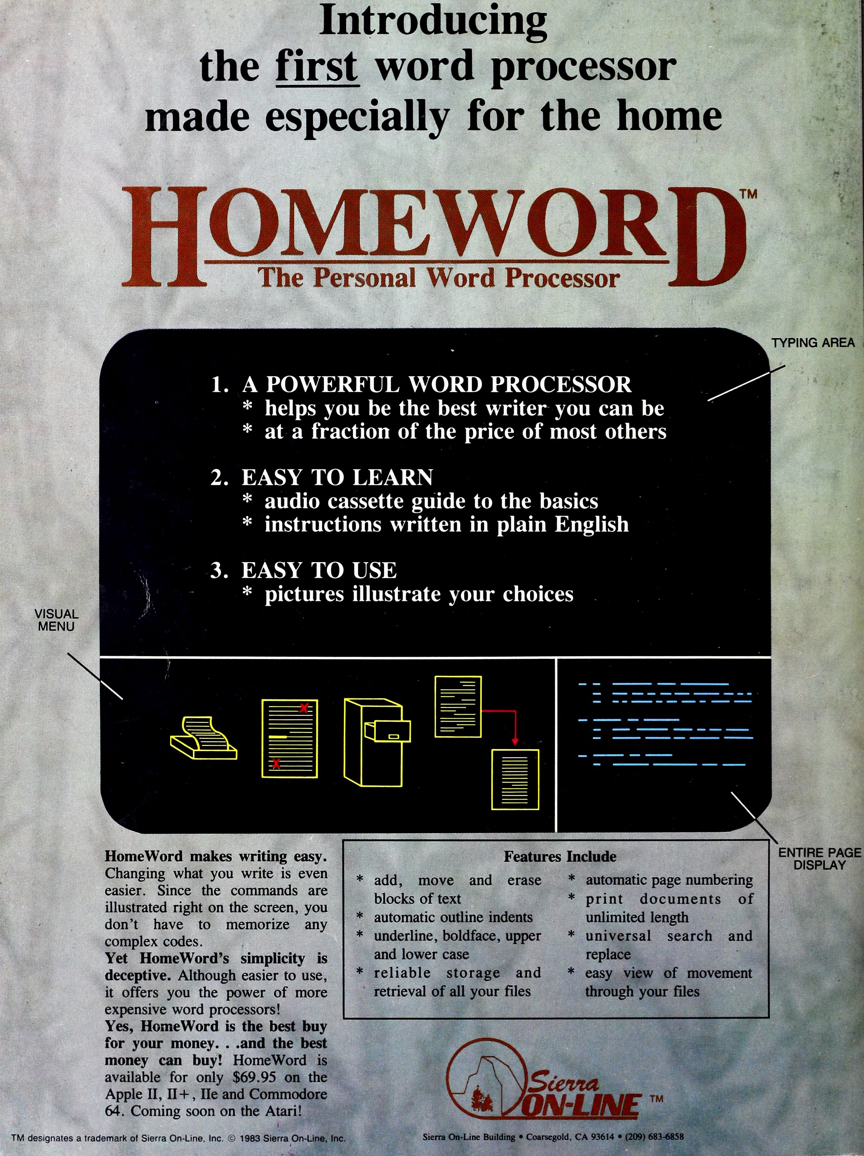 Introducing
the first word processor
made especially for the home
HOMEWORD™
The Personal Word Processor
TYPING AREA
1. A POWERFUL WORD PROCESSOR
* helps you be the best writer you can be
* at a fraction of the price of most others
2. EASY TO LEARN
* audio cassette guide to the basics
* instructions written in plain English
3. EASY TO USE
* pictures illustrate your choices
VISUAL
MENU
ENTIRE PAGE
DISPLAY
HomeWord makes writing easy.
Changing what you write is even
easier. Since the commands are
illustrated right on the screen, you
don't have to memorize any
complex codes.
Yet HomeWord's simplicity is
deceptive. Although easier to use,
it offers you the power of more
expensive word processors!
Yes, HomeWord is the best buy
for your money. . .and the best
money can buy! HomeWord is
available for only $69.95 on the
Apple II, II+, IIe and Commodore
64. Coming soon on the Atari!
Features Include
* add, move and erase
blocks of text
* automatic outline indents
* underline, boldface, upper
and lower case
* reliable storage and
retrieval of all your files
* automatic page numbering
* print documents of
unlimited length
* universal search and
replace
* easy view of movement
through your files
Sierra
ON-LINE ™
TM designates a trademark of Sierra On-Line, Inc. © 1983 Sierra On-Line, Inc.
Sierra On-Line Building • Coarsegold, CA 93614 • (209) 683-6858